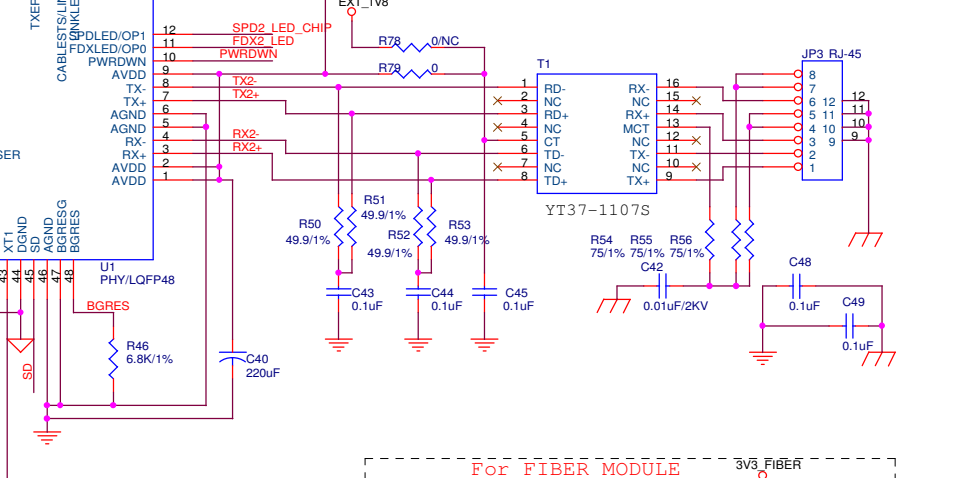 EXT_1V8
TXEF
CABLESTS/LI
INKLE
SPDLED/OP1
FDXLED/OP0
PWRDWN
AVDD
TX-
TX+
AGND
AGND
RX-
RX+
AVDD
AVDD
12
11
10
9
8
7
6
5
4
3
2
1
SPD2_LED_CHIP
FDX2_LED
PWRDWN
TX2-
TX2+
RX2-
RX2+
SER
XT1
DGND
SD
AGND
BGRESG
BGRES
43
44
45
46
47
48
U1
PHY/LQFP48
BGRES
R46
6.8K/1%
SD
C40
220uF
R78
0/NC
R79
0
R50
49.9/1%
R51
49.9/1%
R52
49.9/1%
R53
49.9/1%
C43
0.1uF
C44
0.1uF
C45
0.1uF
T1
1
2
3
4
5
6
7
8
RD-
NC
RD+
NC
CT
TD-
NC
TD+
RX-
NC
RX+
MCT
NC
TX-
NC
TX+
16
15
14
13
12
11
10
9
YT37-1107S
JP3 RJ-45
8
7
6
5
4
3
2
1
12
11
10
9
12
11
10
9
R54
75/1%
R55
75/1%
R56
75/1%
C42
0.01uF/2KV
C48
0.1uF
C49
0.1uF
For FIBER MODULE
3V3_FIBER